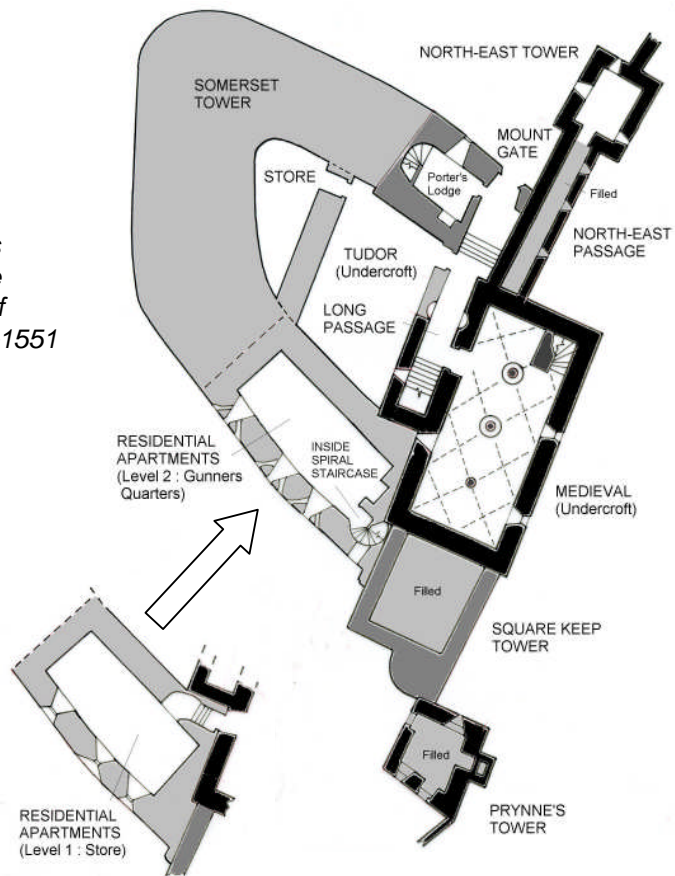 NORTH-EAST TOWER
SOMERSET
TOWER
MOUNT
GATE
STORE
Porter's
Lodge
Filled
NORTH-EAST
PASSAGE
TUDOR
(Undercroft)
LONG
PASSAGE
f
1551
RESIDENTIAL
APARTMENTS
(Level 2 : Gunners
Quarters)
INSIDE
SPIRAL
STAIRCASE
MEDIEVAL
(Undercroft)
Filled
SQUARE KEEP
TOWER
Filled
PRYNNE'S
TOWER
RESIDENTIAL
APARTMENTS
(Level 1 : Store)